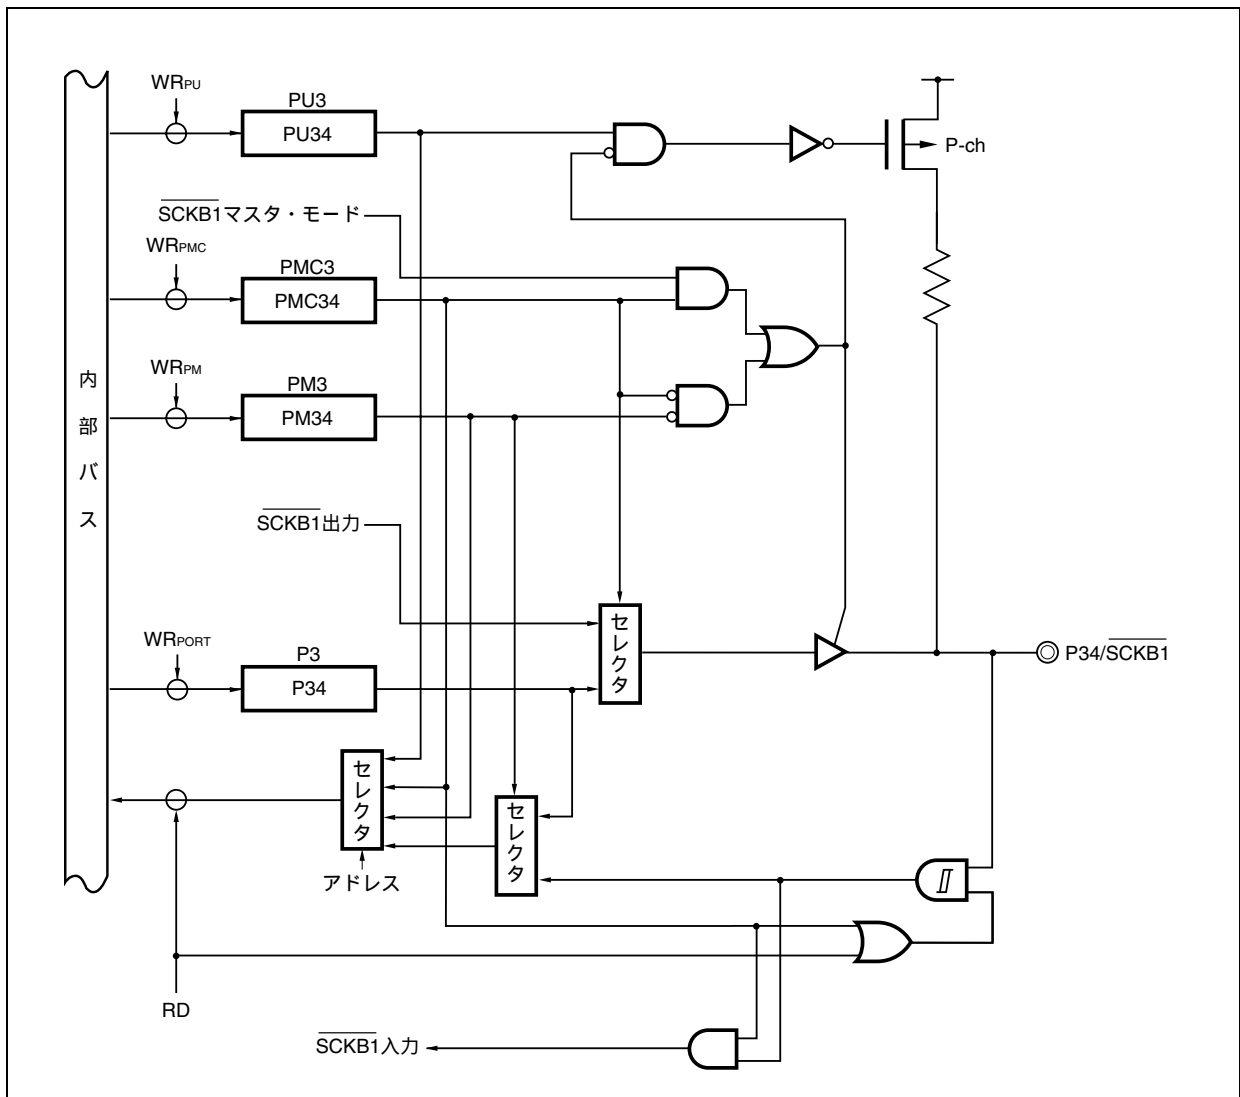 WRPU
PU3
PU34
P-ch
SCKB1マスタ・モード
WRPMC
PMC3
PMC34
WRPM
PM3
PM34
内部バス
SCKB1出力
セレクタ
WRPORT
P3
P34
P34/SCKB1
セレクタ
セレクタ
アドレス
RD
SCKB1入力